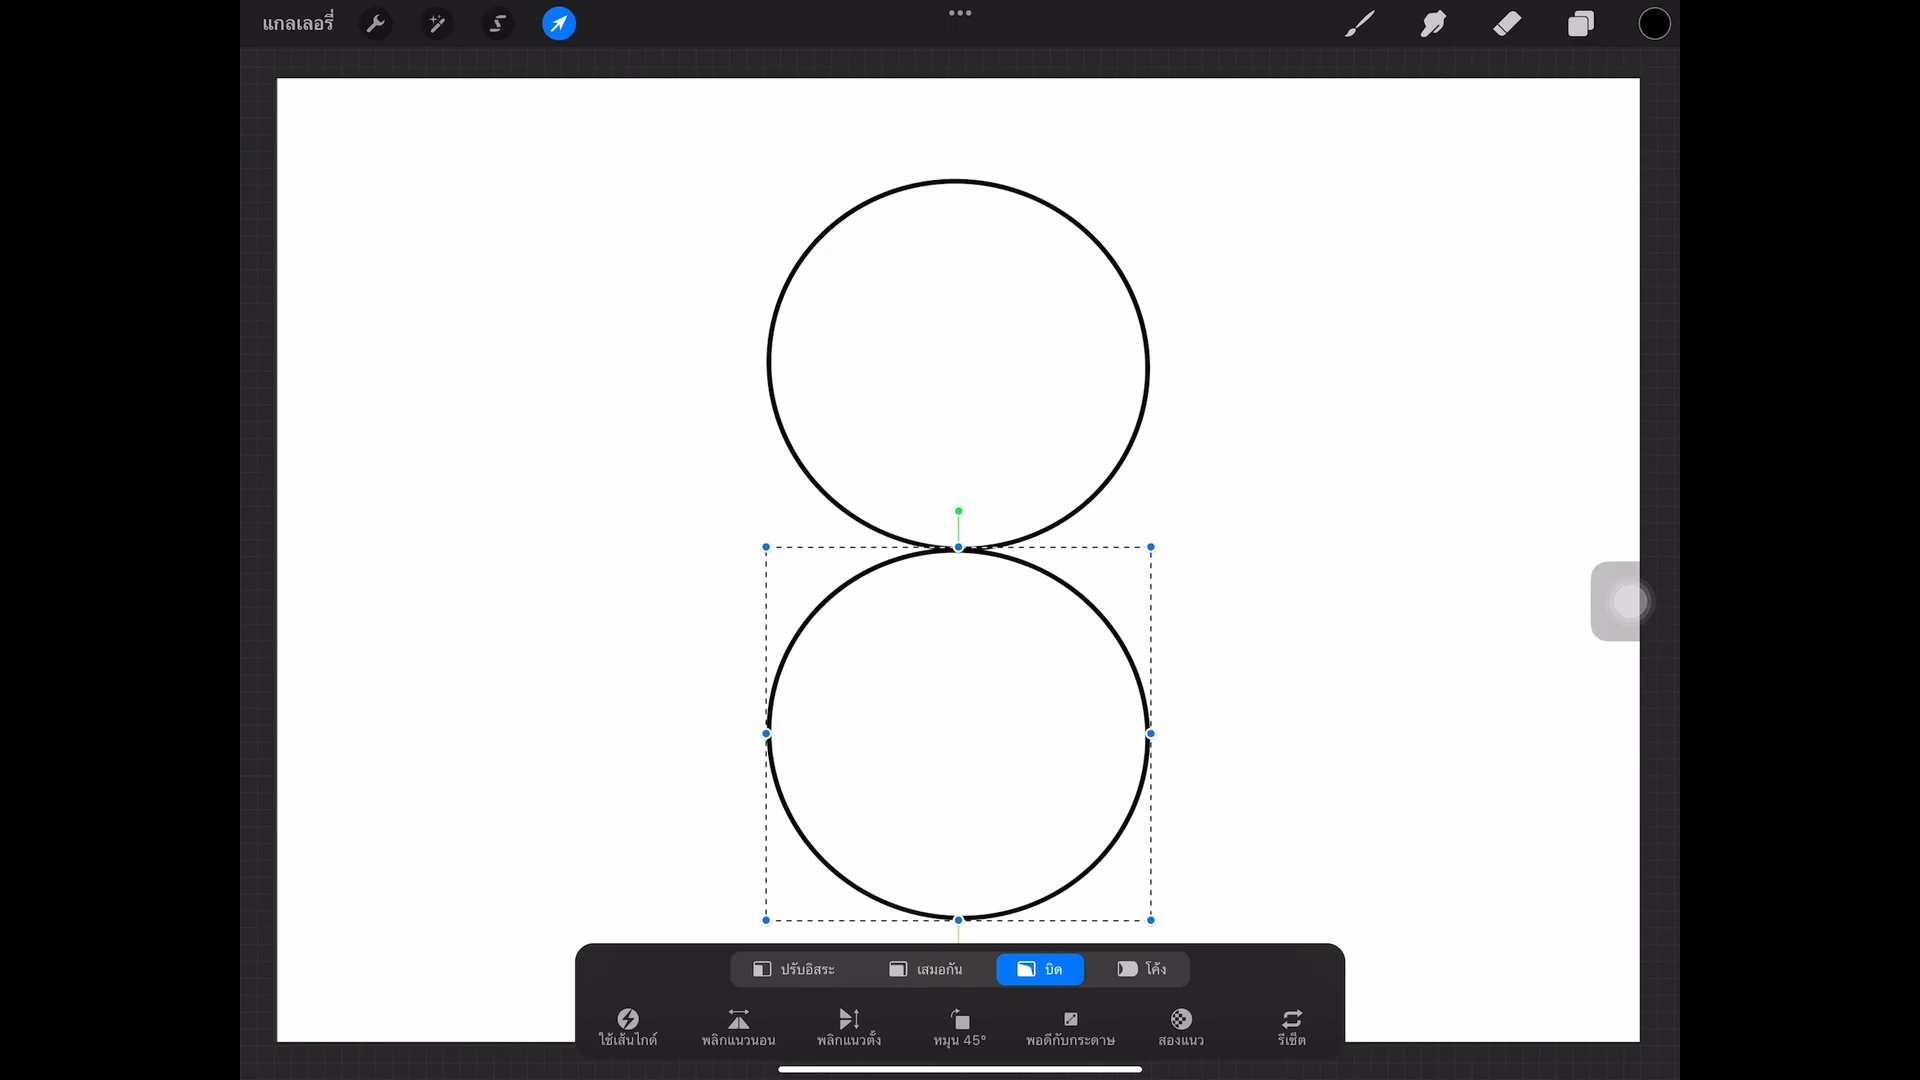 แกลเลอรี่
ปรับอิสระ เสมอกัน บิด โค้ง
ใช้เส้นไกด์ พลิกแนวนอน พลิกแนวตั้ง หมุน 45° พอดีกับกระดาษ สองแนว รีเซ็ต